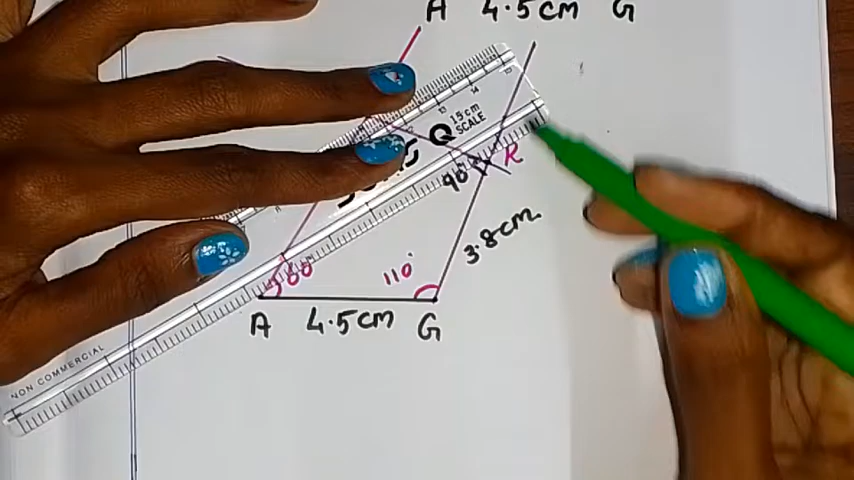 A 4.5cm G
15cm
SCALE
Q
R
90°
3.8cm
60°
110°
A 4.5cm G
NON COMMERCIAL